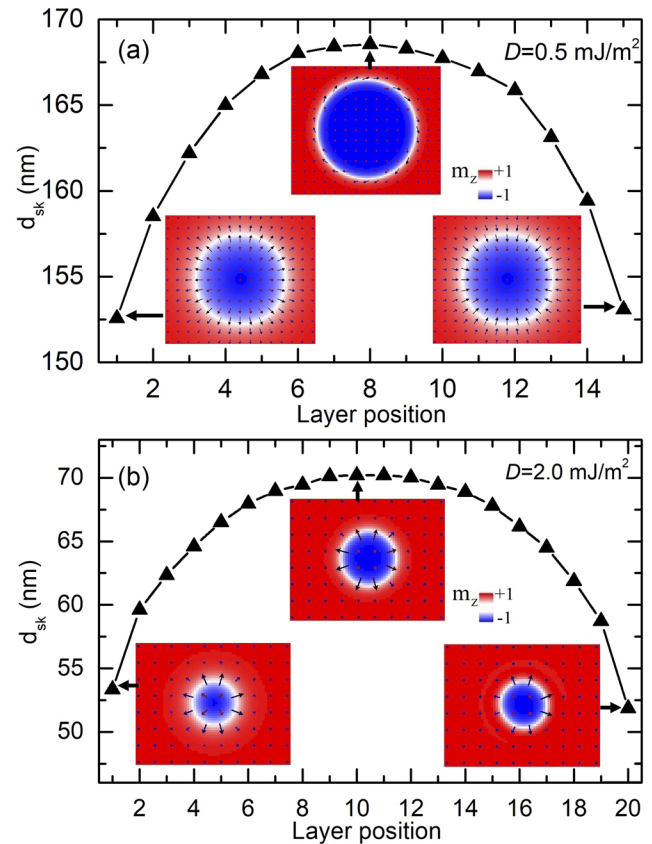 170
(a)
D=0.5 mJ/m²
165
160
155
150
d_sk (nm)
m_z +1
-1
2 4 6 8 10 12 14
Layer position
(b)
D=2.0 mJ/m²
70
65
60
55
50
d_sk (nm)
m_z +1
-1
2 4 6 8 10 12 14 16 18 20
Layer position